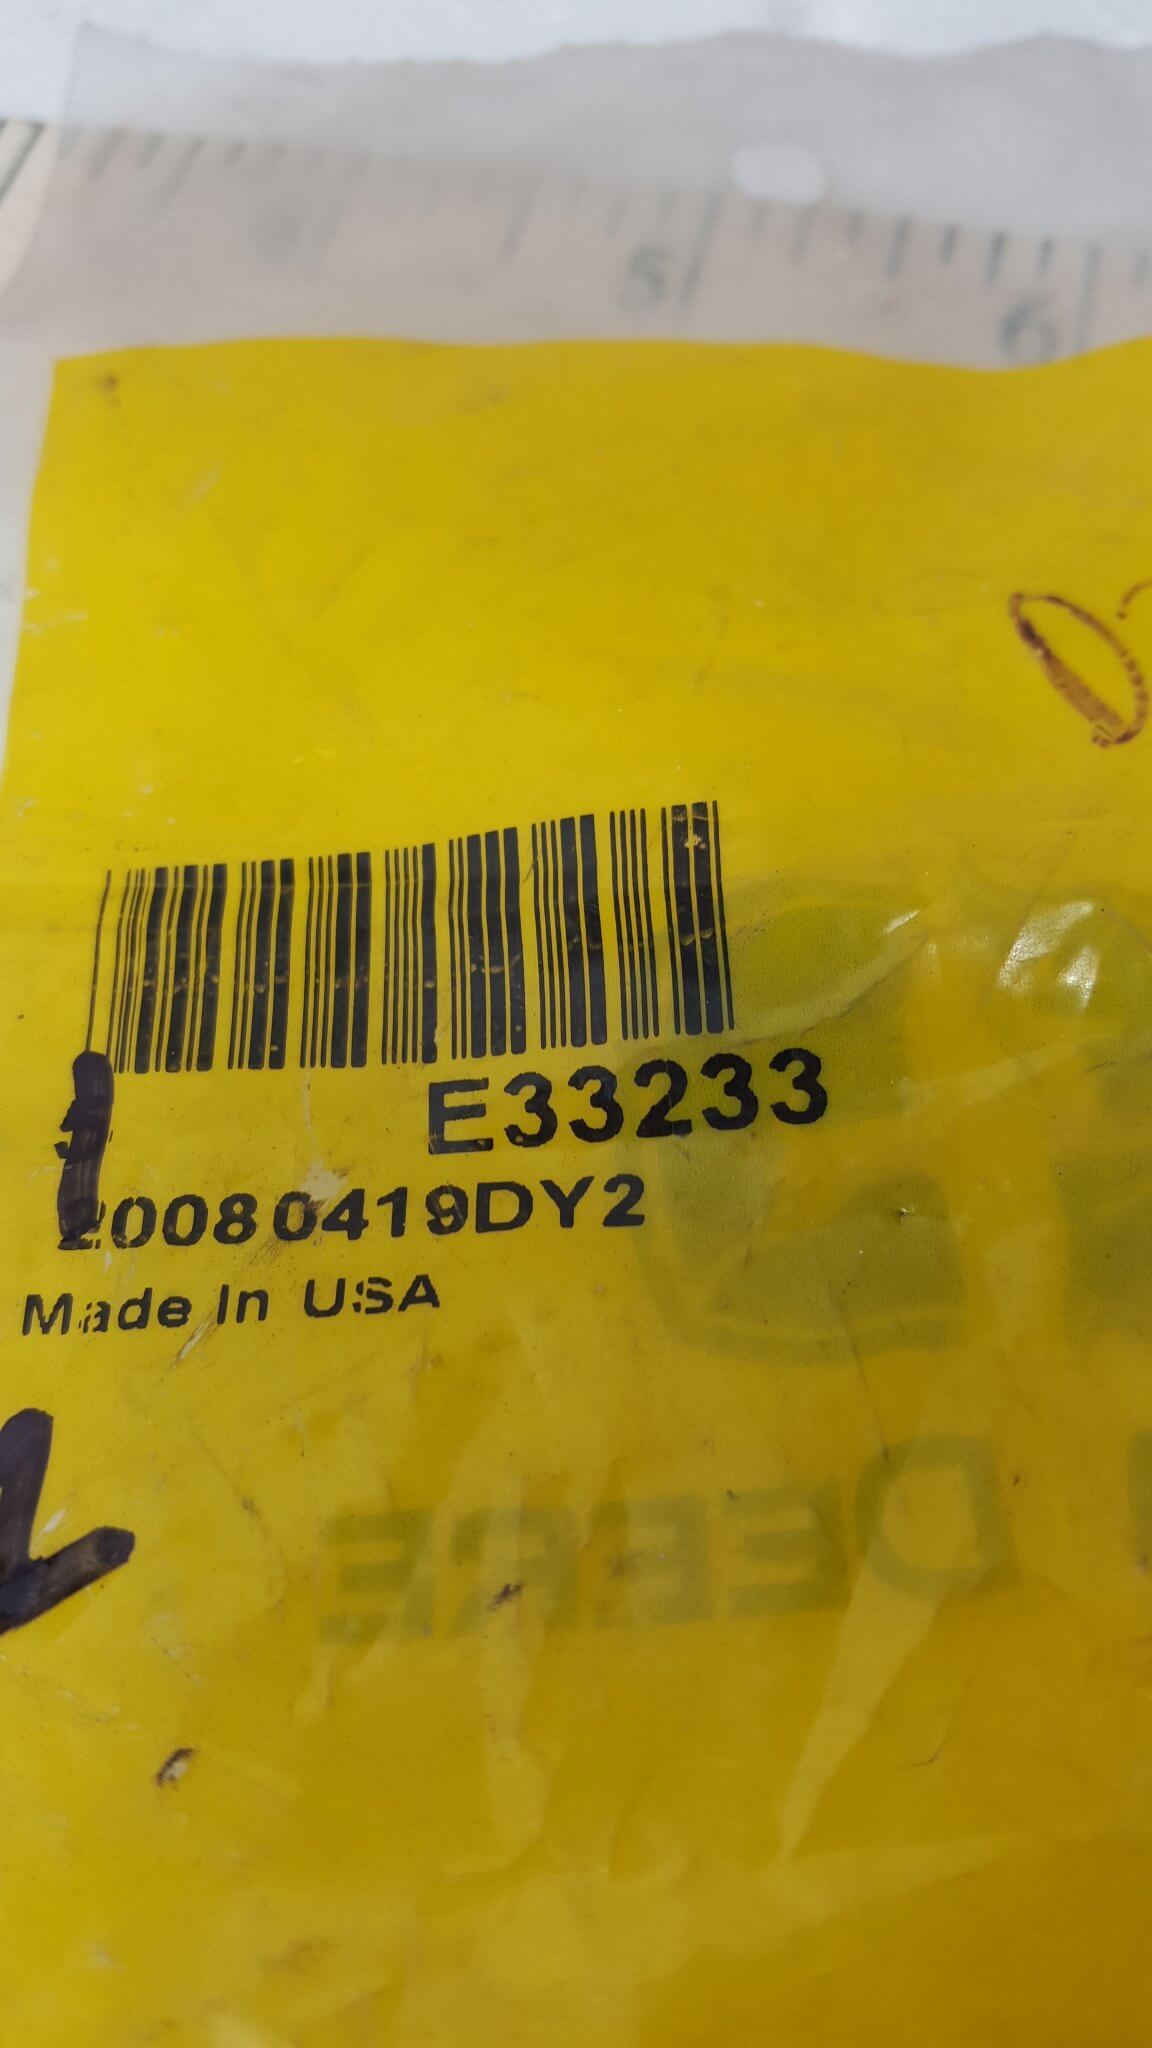 5
6
E33233
20080419DY2
Made In USA
DEERE